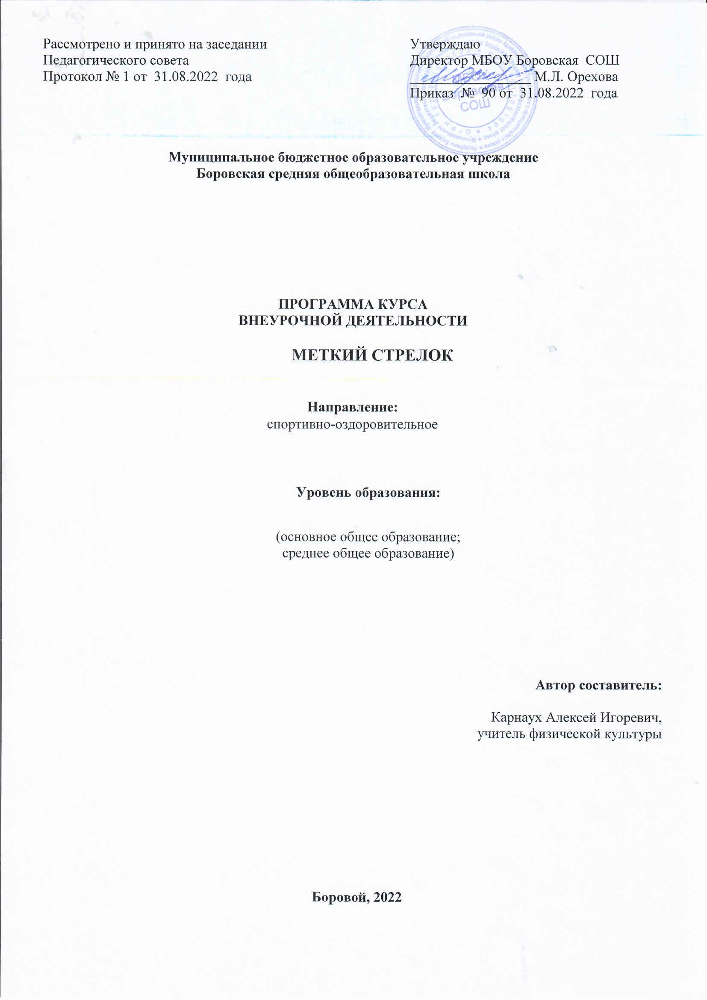 Рассмотрено и принято на заседании
Педагогического совета
Протокол № 1 от 31.08.2022 года
Утверждаю
Директор МБОУ Боровская СОШ
М.Л. Орехова
Приказ № 90 от 31.08.2022 года
Боровская
СОШ
Муниципальное бюджетное образовательное учреждение
Боровская средняя общеобразовательная школа
ПРОГРАММА КУРСА
ВНЕУРОЧНОЙ ДЕЯТЕЛЬНОСТИ
МЕТКИЙ СТРЕЛОК
Направление:
спортивно-оздоровительное
Уровень образования:
(основное общее образование;
среднее общее образование)
Автор составитель:
Карнаух Алексей Игоревич,
учитель физической культуры
Боровой, 2022